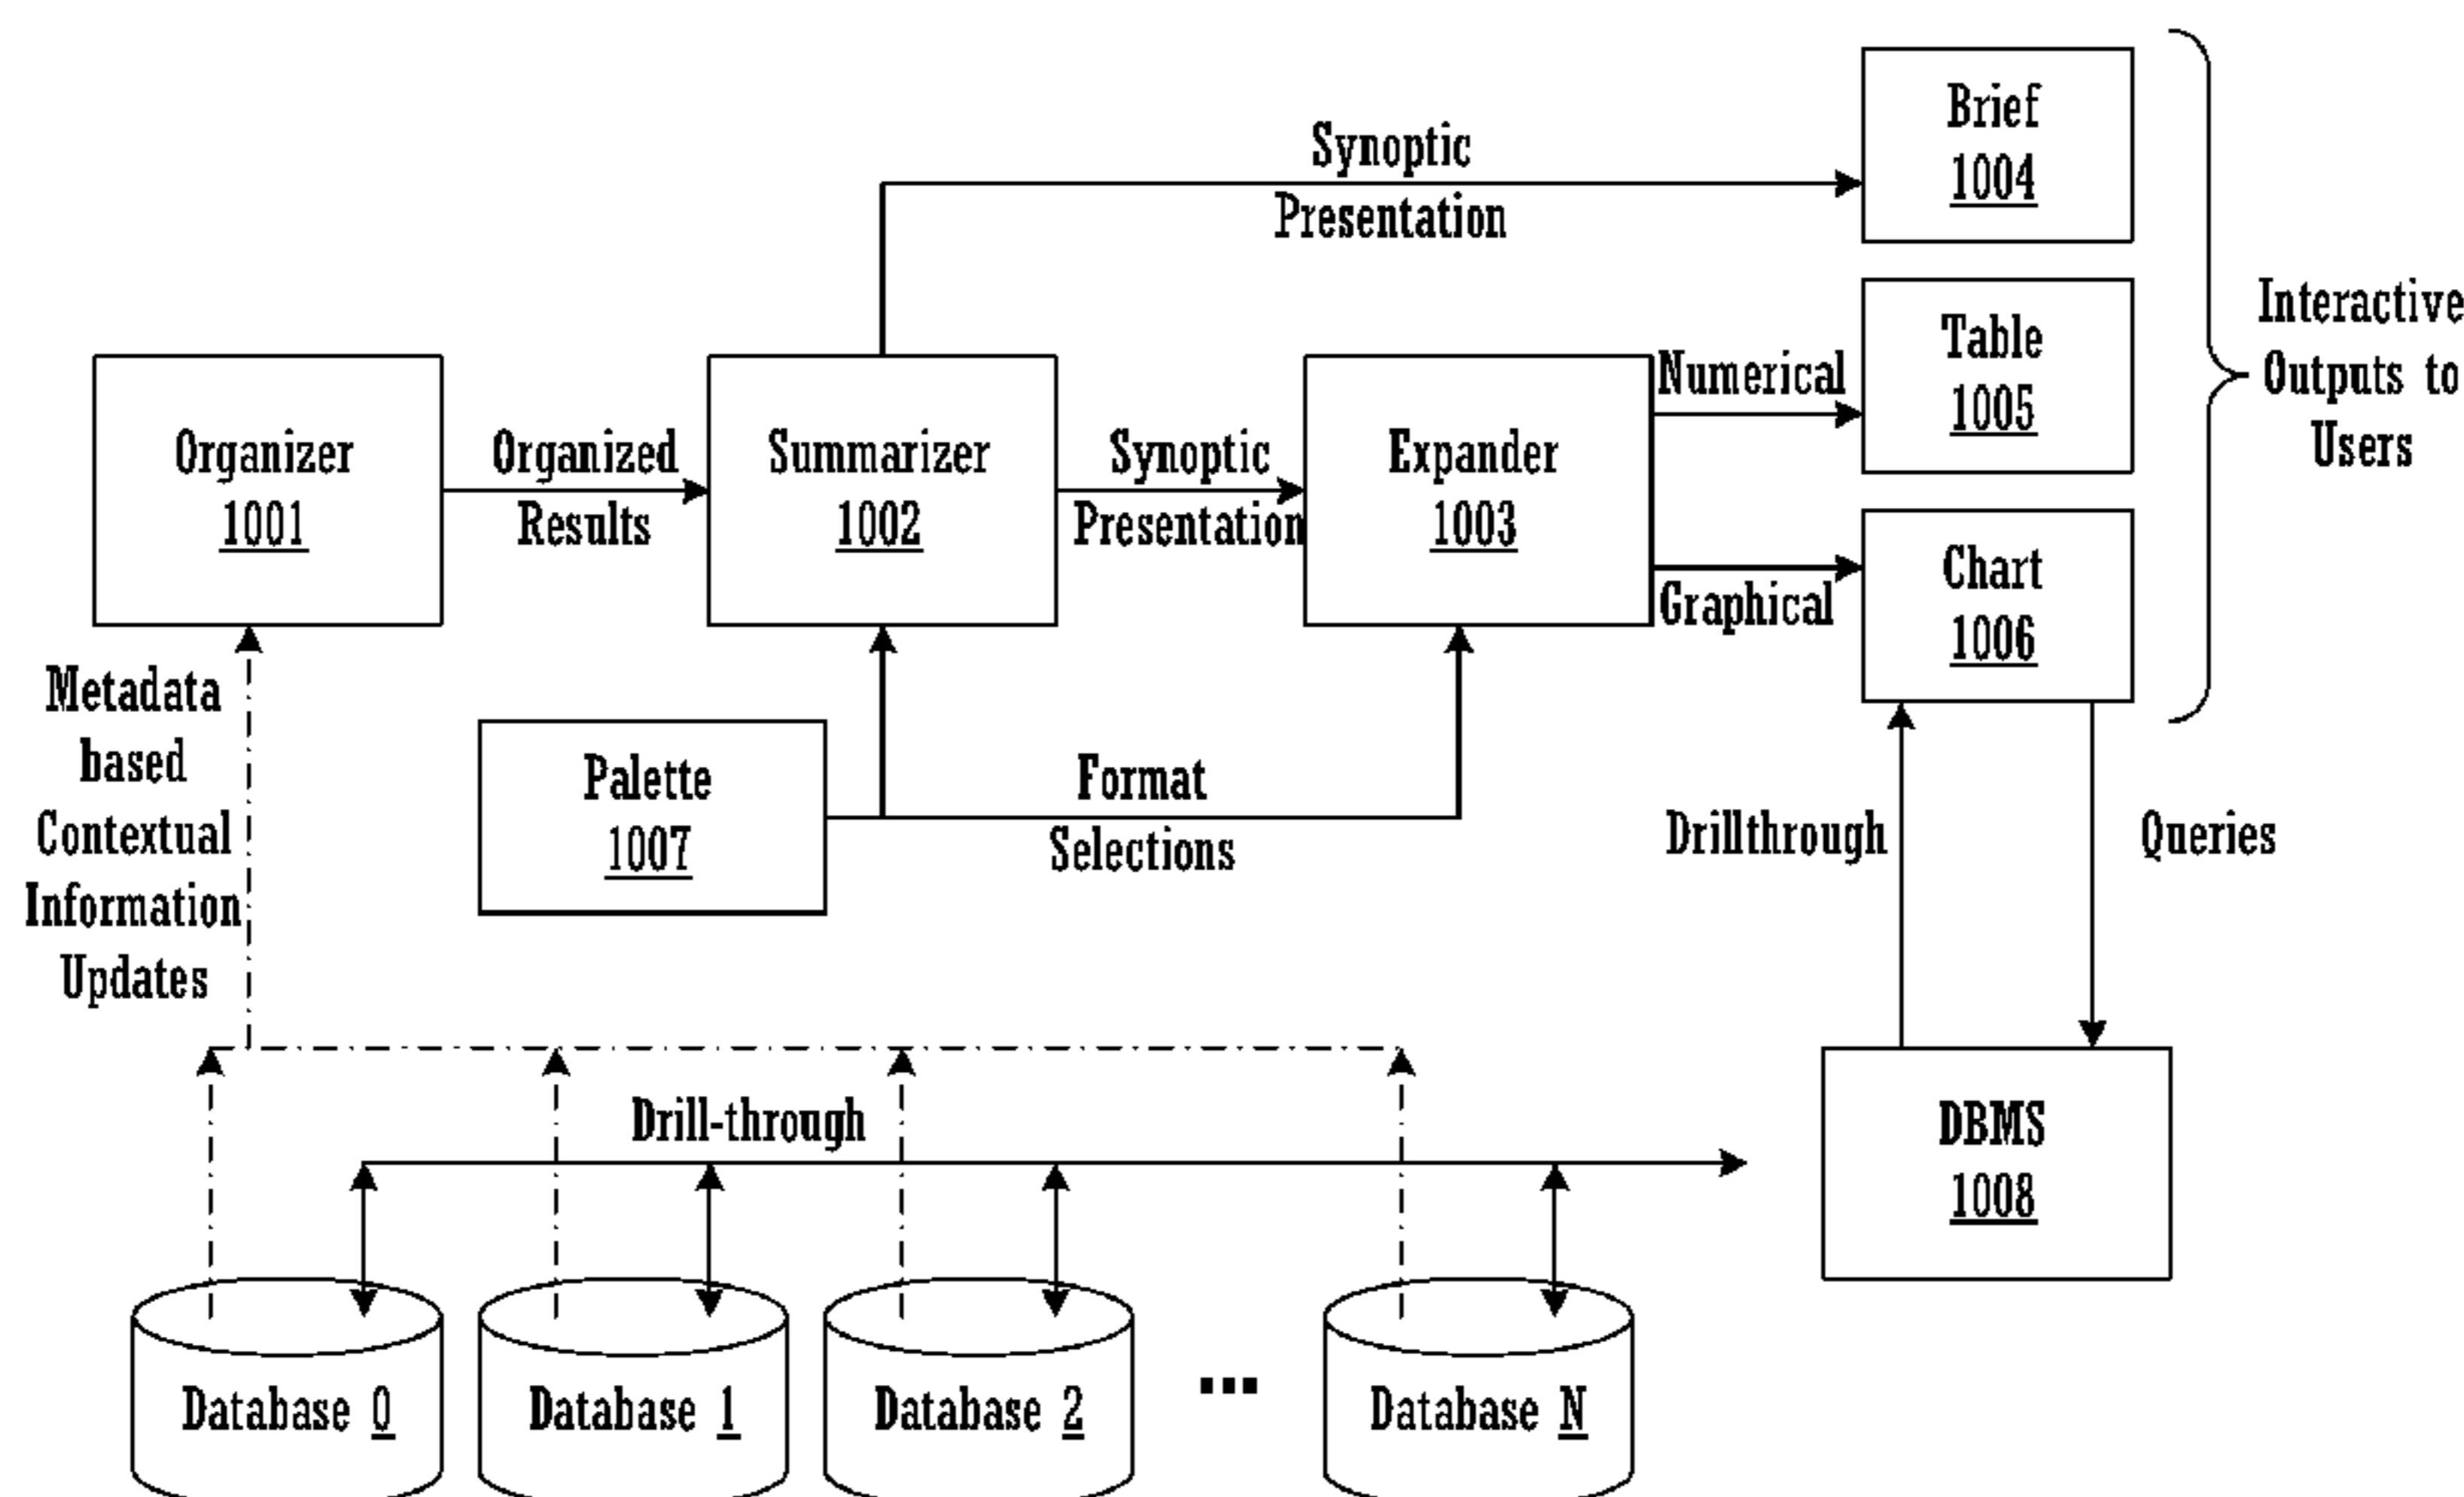 Brief
1004
Synoptic
Presentation
Interactive
Outputs to
Users
Table
1005
Numerical
Organizer
1001
Organized
Results
Summarizer
1002
Synoptic
Presentation
Expander
1003
Graphical
Chart
1006
Metadata
based
Contextual
Information
Updates
Palette
1007
Format
Selections
Drillthrough
Queries
Drill-through
DBMS
1008
Database 0
Database 1
Database 2
...
Database N